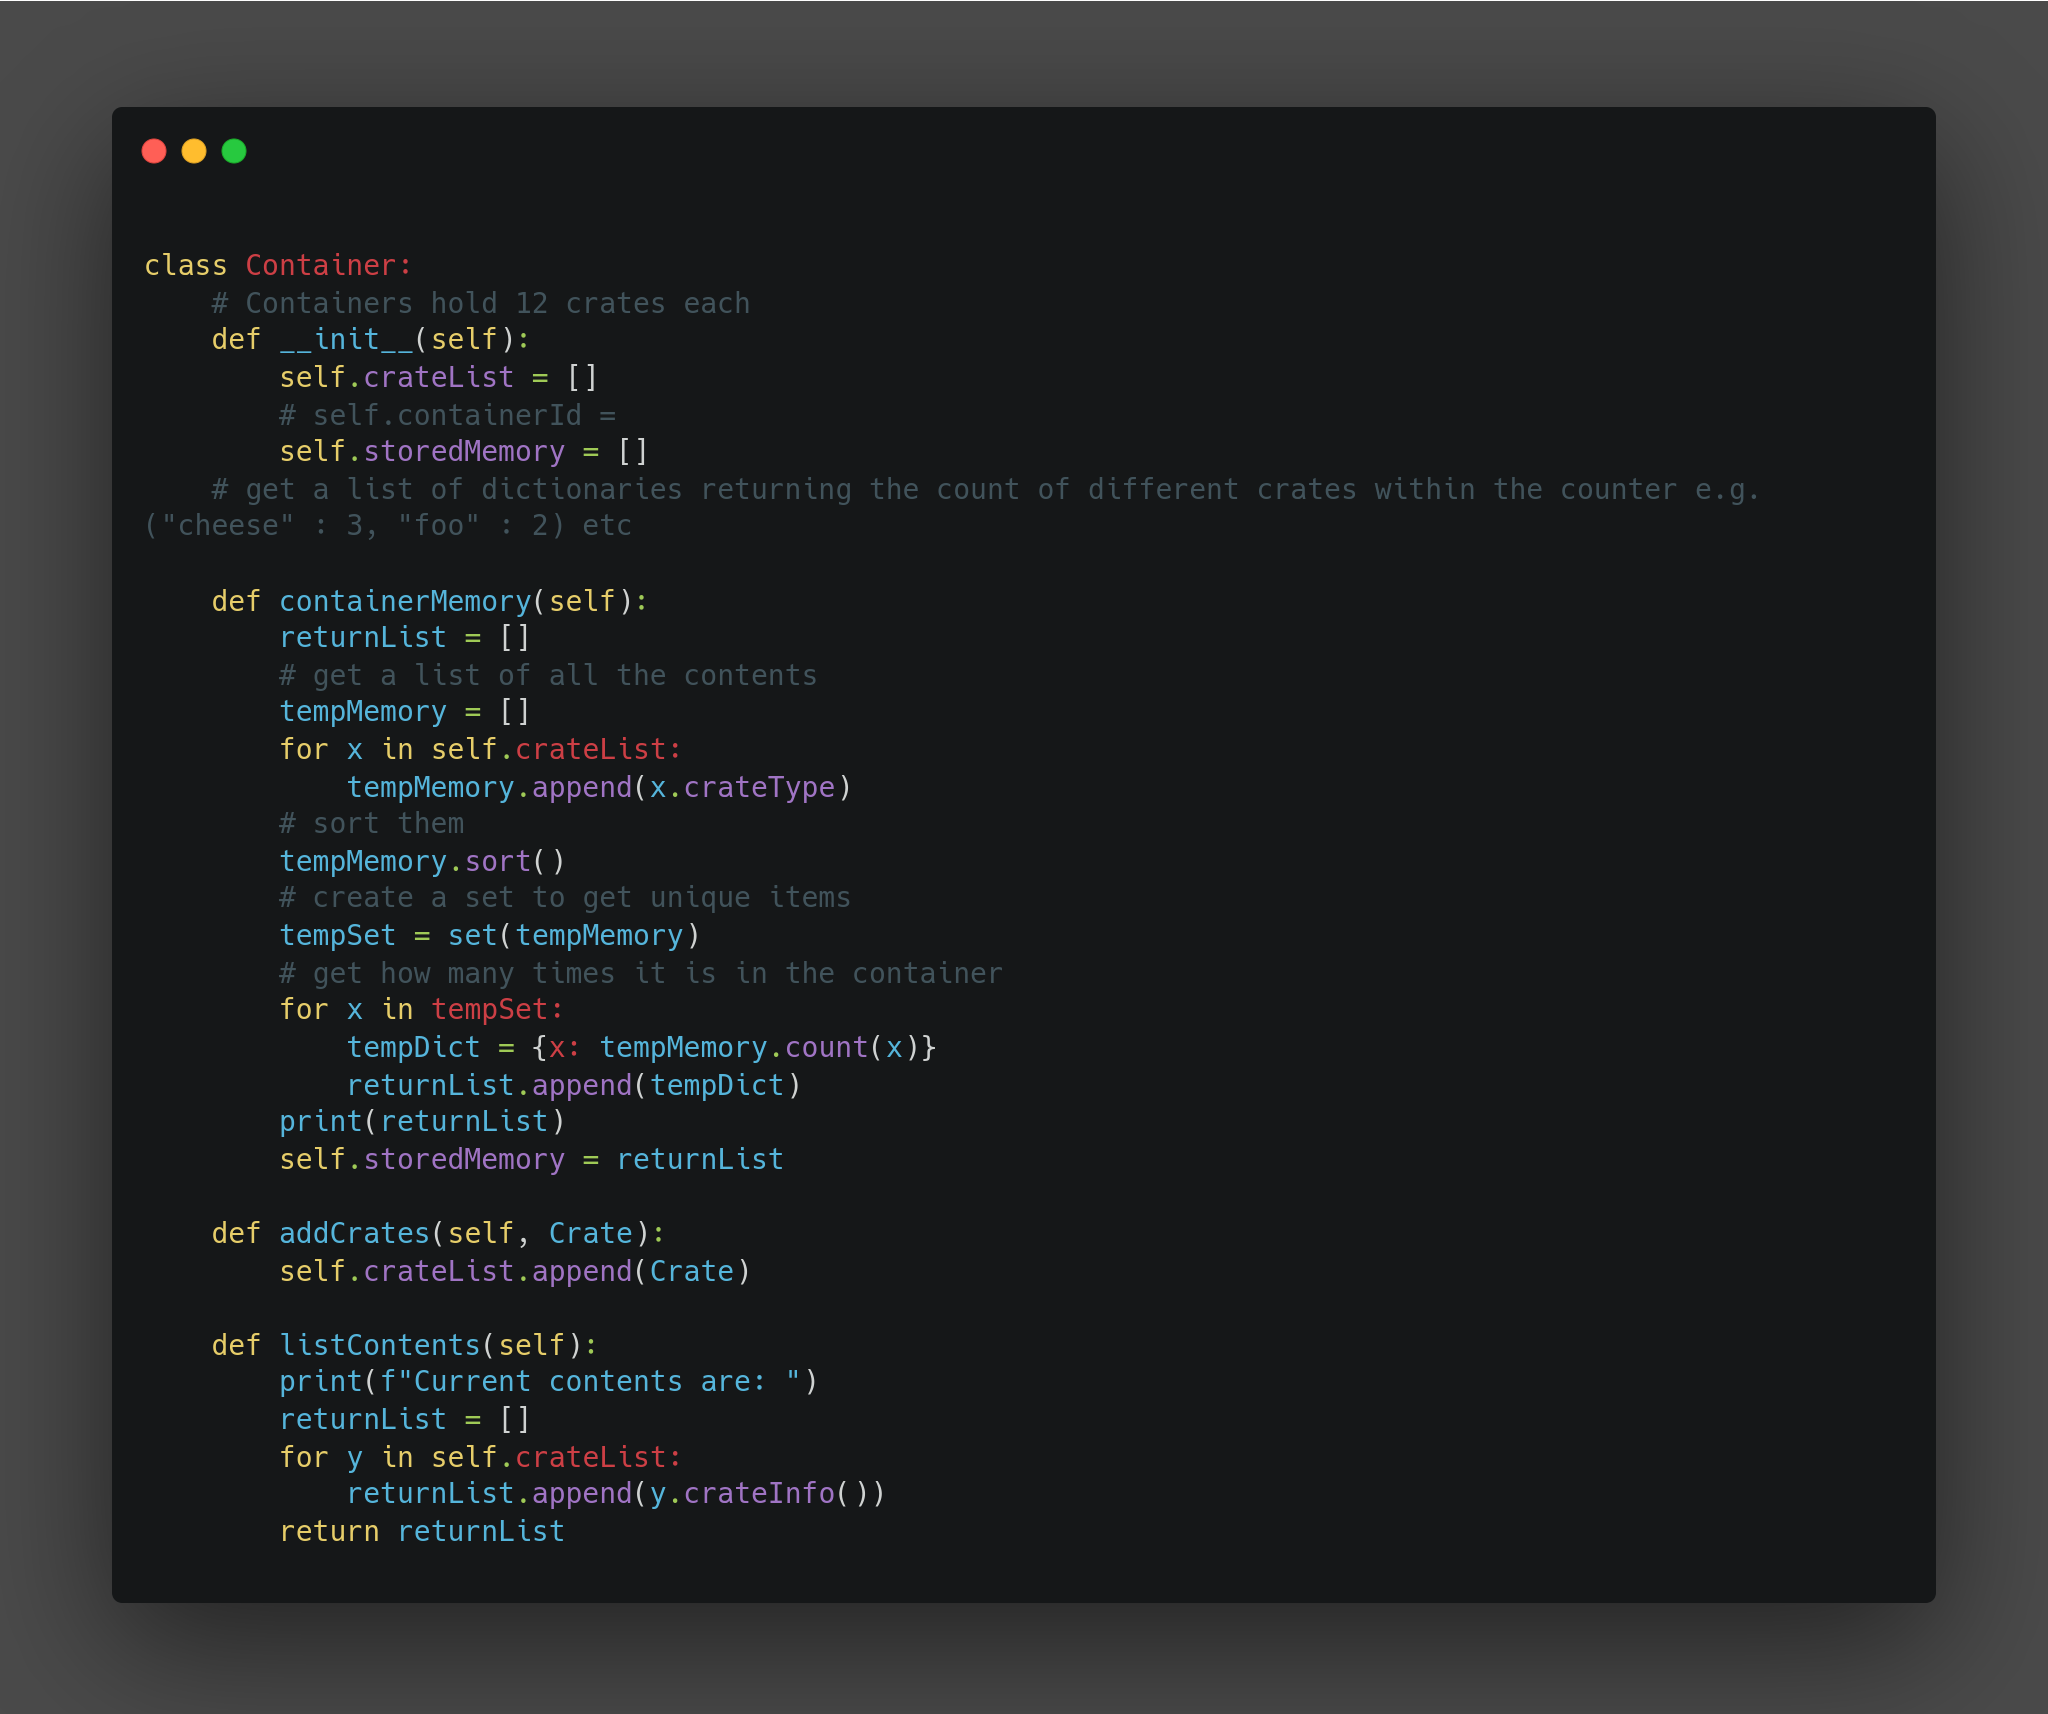 class Container:
    # Containers hold 12 crates each
    def __init__(self):
        self.crateList = []
        # self.containerId =
        self.storedMemory = []
    # get a list of dictionaries returning the count of different crates within the counter e.g.
("cheese" : 3, "foo" : 2) etc

    def containerMemory(self):
        returnList = []
        # get a list of all the contents
        tempMemory = []
        for x in self.crateList:
            tempMemory.append(x.crateType)
        # sort them
        tempMemory.sort()
        # create a set to get unique items
        tempSet = set(tempMemory)
        # get how many times it is in the container
        for x in tempSet:
            tempDict = {x: tempMemory.count(x)}
            returnList.append(tempDict)
        print(returnList)
        self.storedMemory = returnList

    def addCrates(self, Crate):
        self.crateList.append(Crate)

    def listContents(self):
        print(f"Current contents are: ")
        returnList = []
        for y in self.crateList:
            returnList.append(y.crateInfo())
        return returnList